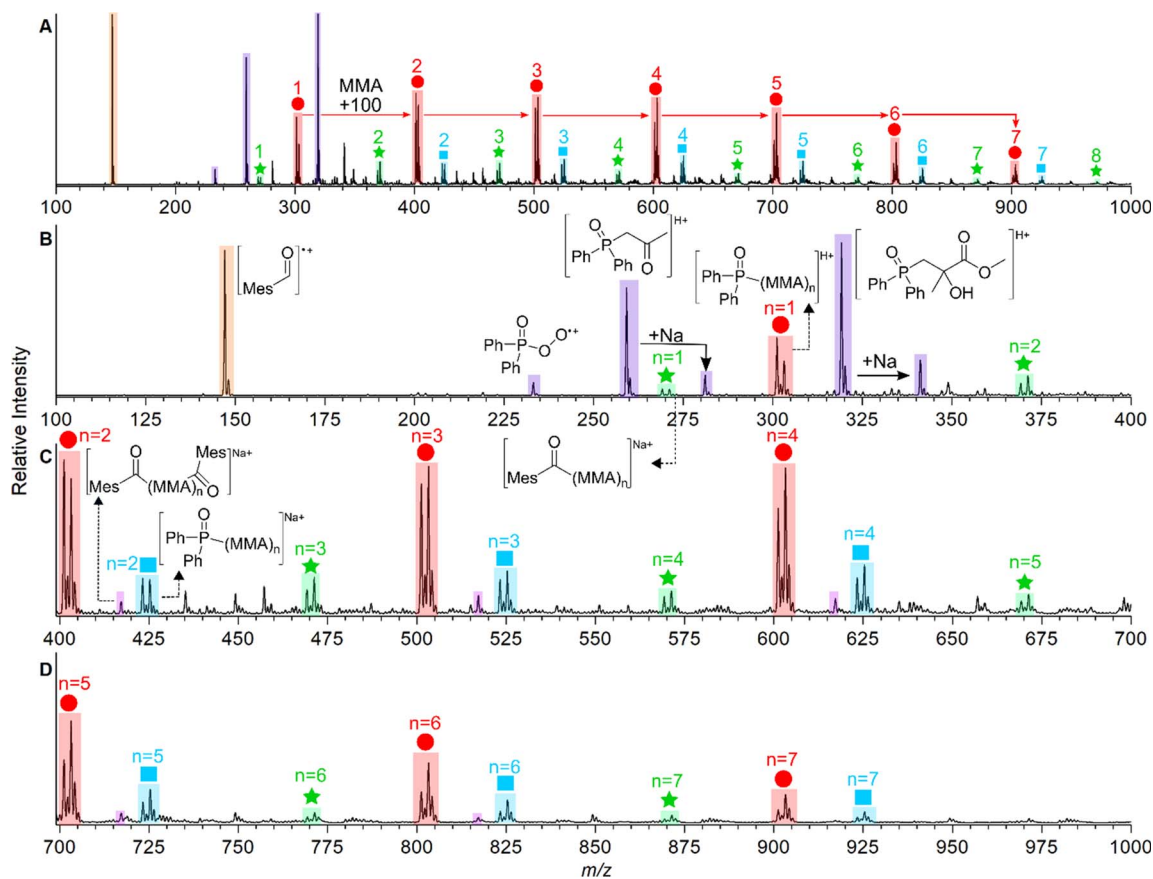 A
1
MMA
+100
2
3
4
5
6
7
1
2
2
3
3
4
4
5
5
6
6
7
7
8
100 200 300 400 500 600 700 800 900 1000
B
Mes
O
•+
Ph
O
P
O
O•+
Ph
+Na
n=1
O
Ph
P
Ph
O
H+
O
Ph
P
(MMA)n
Ph
H+
n=1
O
Ph
P
Ph
O
O
OH
H+
+Na
n=2
100 125 150 175 200 225 250 275 300 325 350 375 400
Relative Intensity
C
n=2
O
Mes
(MMA)n
Mes
O
Na+
O
Ph
P
(MMA)n
Ph
Na+
n=2
n=3
n=3
n=3
O
Mes
(MMA)n
Na+
n=4
n=4
n=4
n=5
400 425 450 475 500 525 550 575 600 625 650 675 700
D
n=5
n=5
n=6
n=6
n=6
n=7
n=7
n=7
700 725 750 775 800 825 850 875 900 925 950 975 1000
m/z